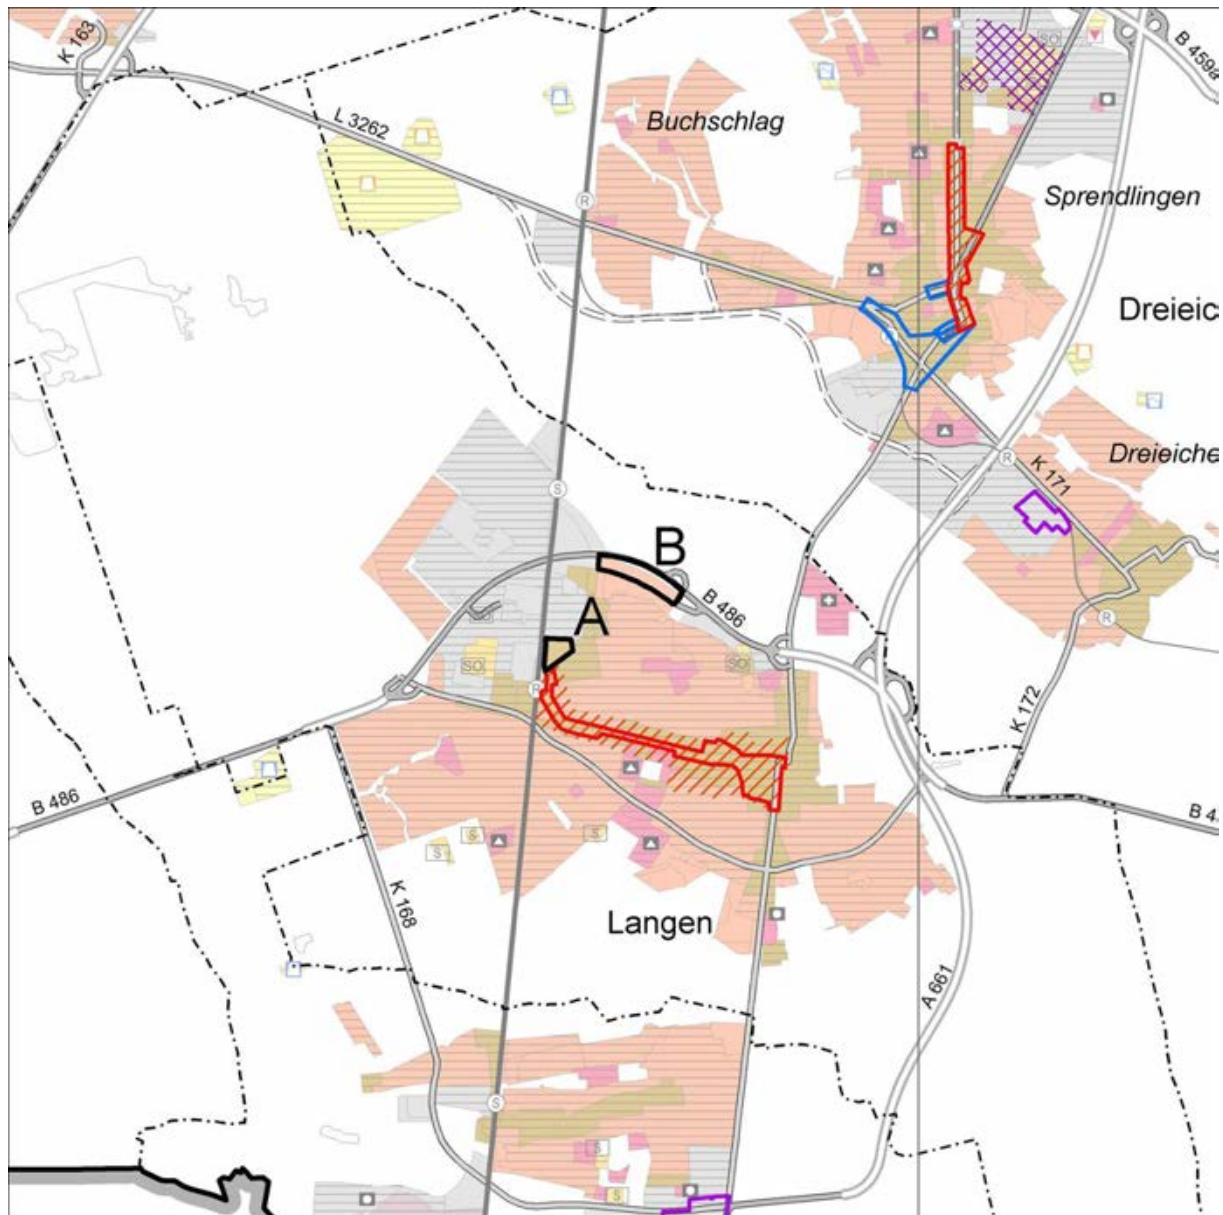 K 163
SO
B 459a
L 3262
Buchschlag
Sprendlingen
R
Dreieic
R
Dreieiche
R
K 171
S
B
A
B 486
SO
SO
R
R
K 172
B 486
B 4
S
S
S
K 168
Langen
A 661
S
S
S